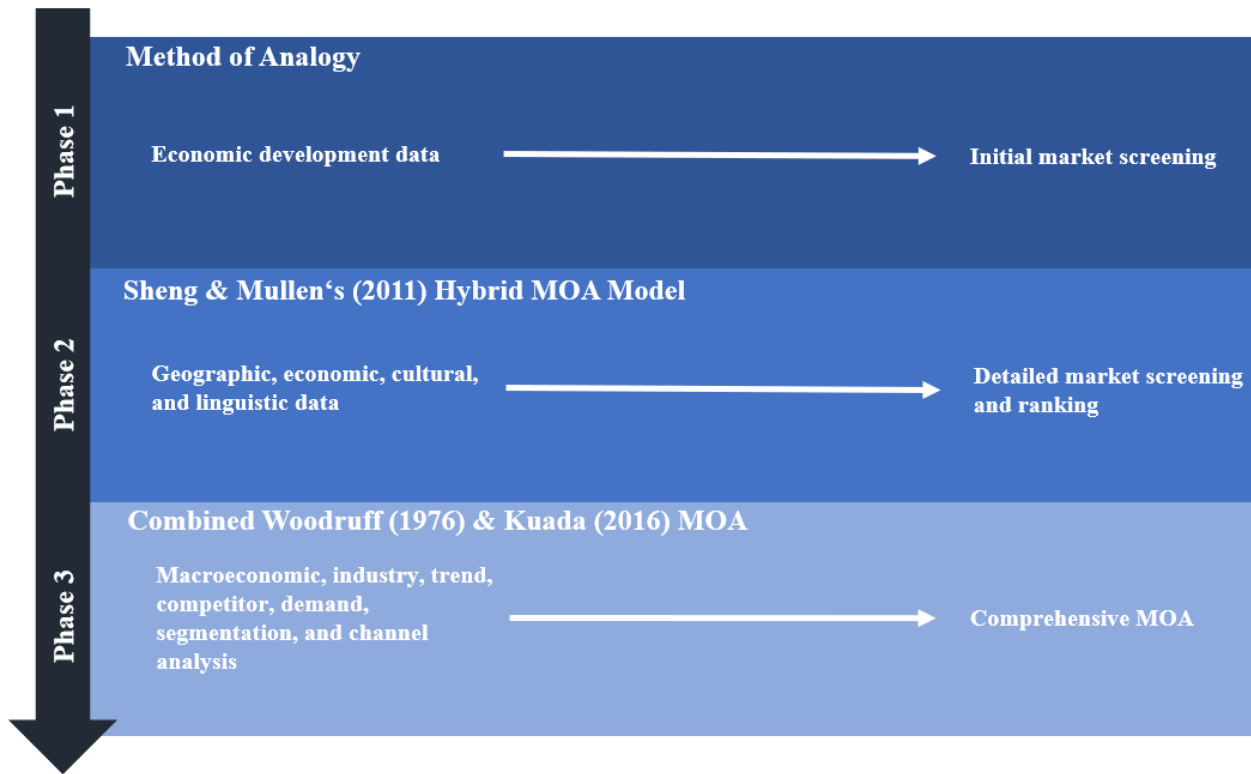 Phase 1
Method of Analogy
Economic development data
Initial market screening
Phase 2
Sheng & Mullen‘s (2011) Hybrid MOA Model
Geographic, economic, cultural,
and linguistic data
Detailed market screening
and ranking
Phase 3
Combined Woodruff (1976) & Kuada (2016) MOA
Macroeconomic, industry, trend,
competitor, demand,
segmentation, and channel
analysis
Comprehensive MOA